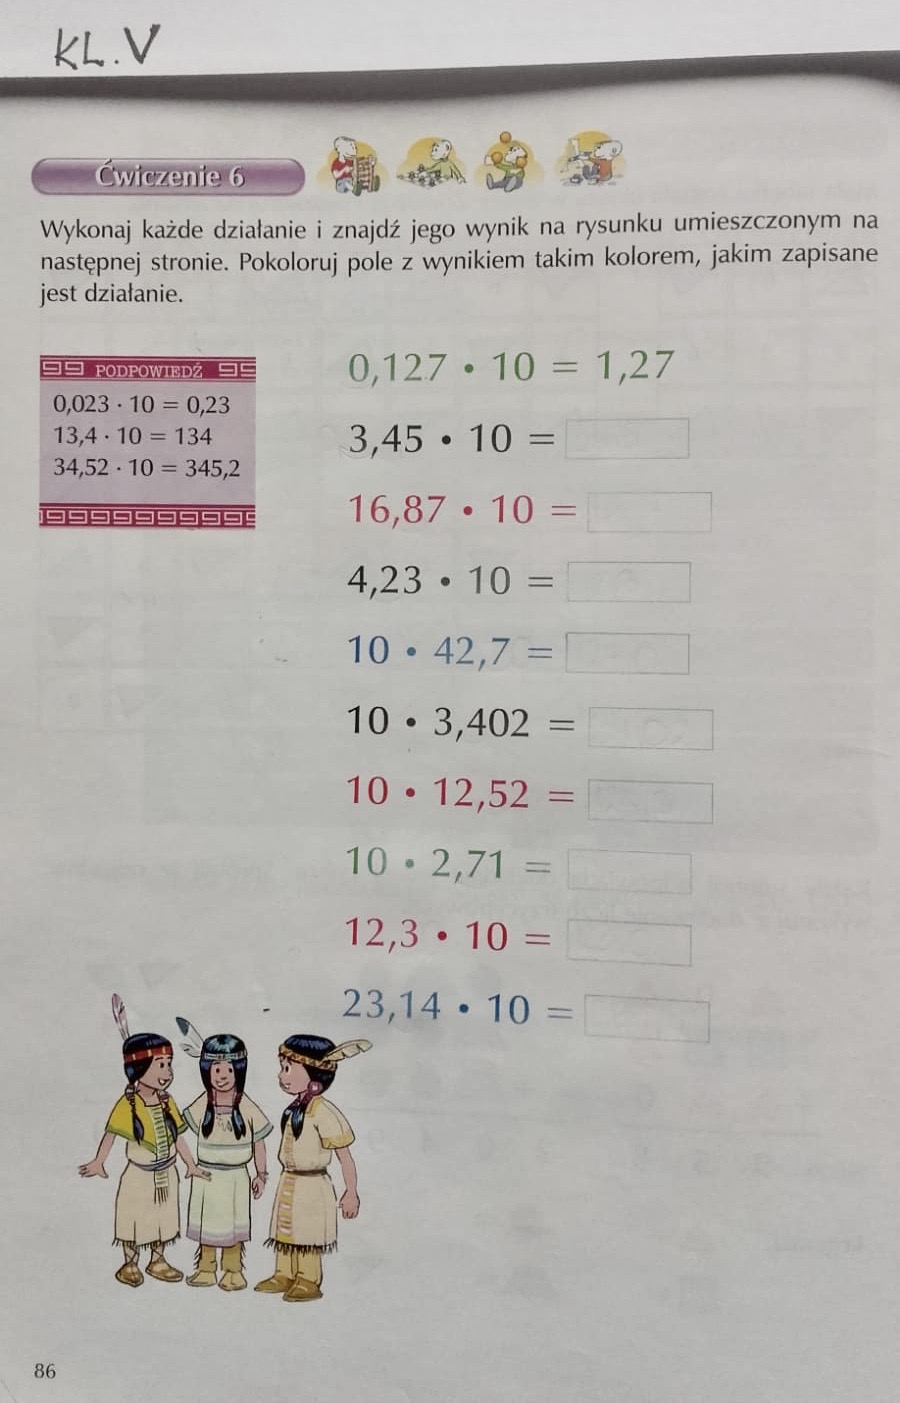 KL.V
Ćwiczenie 6
Wykonaj każde działanie i znajdź jego wynik na rysunku umieszczonym na
następnej stronie. Pokoloruj pole z wynikiem takim kolorem, jakim zapisane
jest działanie.
PODPOWIEDŹ
0,023 · 10 = 0,23
13,4 · 10 = 134
34,52 · 10 = 345,2
0,127 • 10 = 1,27
3,45 • 10 =
16,87 • 10 =
4,23 • 10 =
10 • 42,7 =
10 • 3,402 =
10 • 12,52 =
10 • 2,71 =
12,3 • 10 =
23,14 • 10 =
86